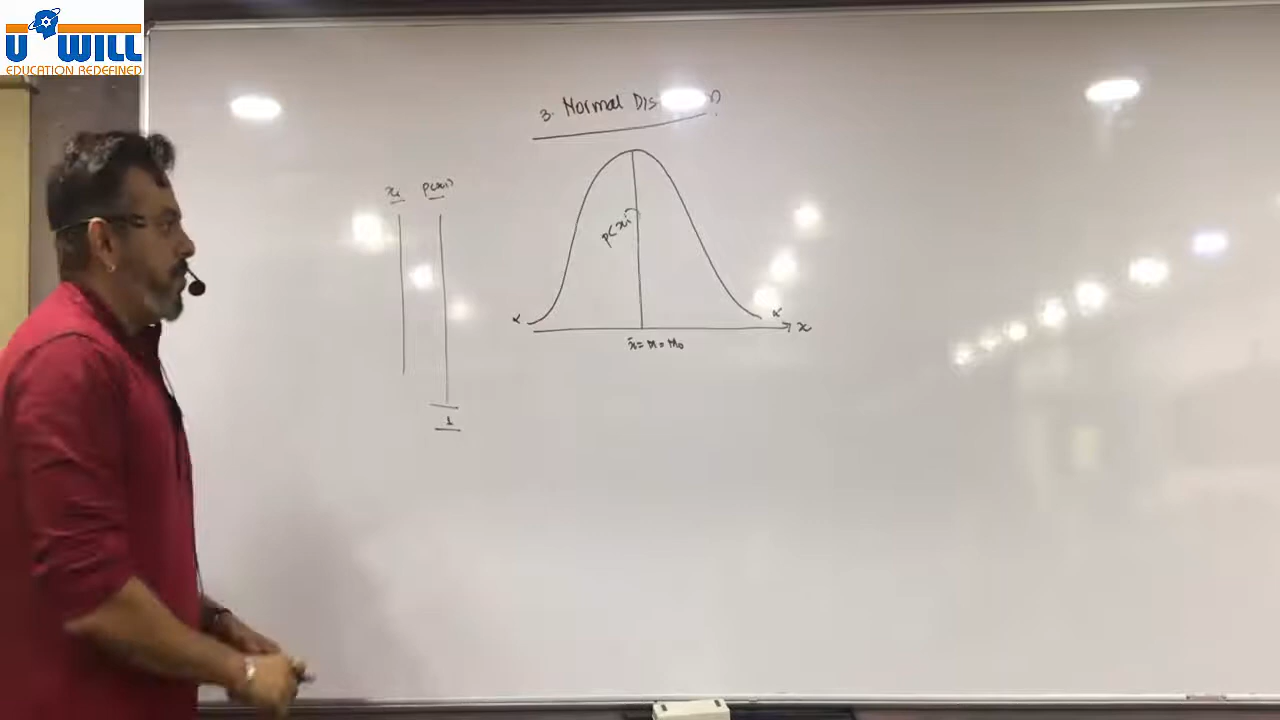 U WILL
EDUCATION REDEFINED
3. Normal Dis
xi p(xi)
p(xi)
x
x̄ = M = Mo
1